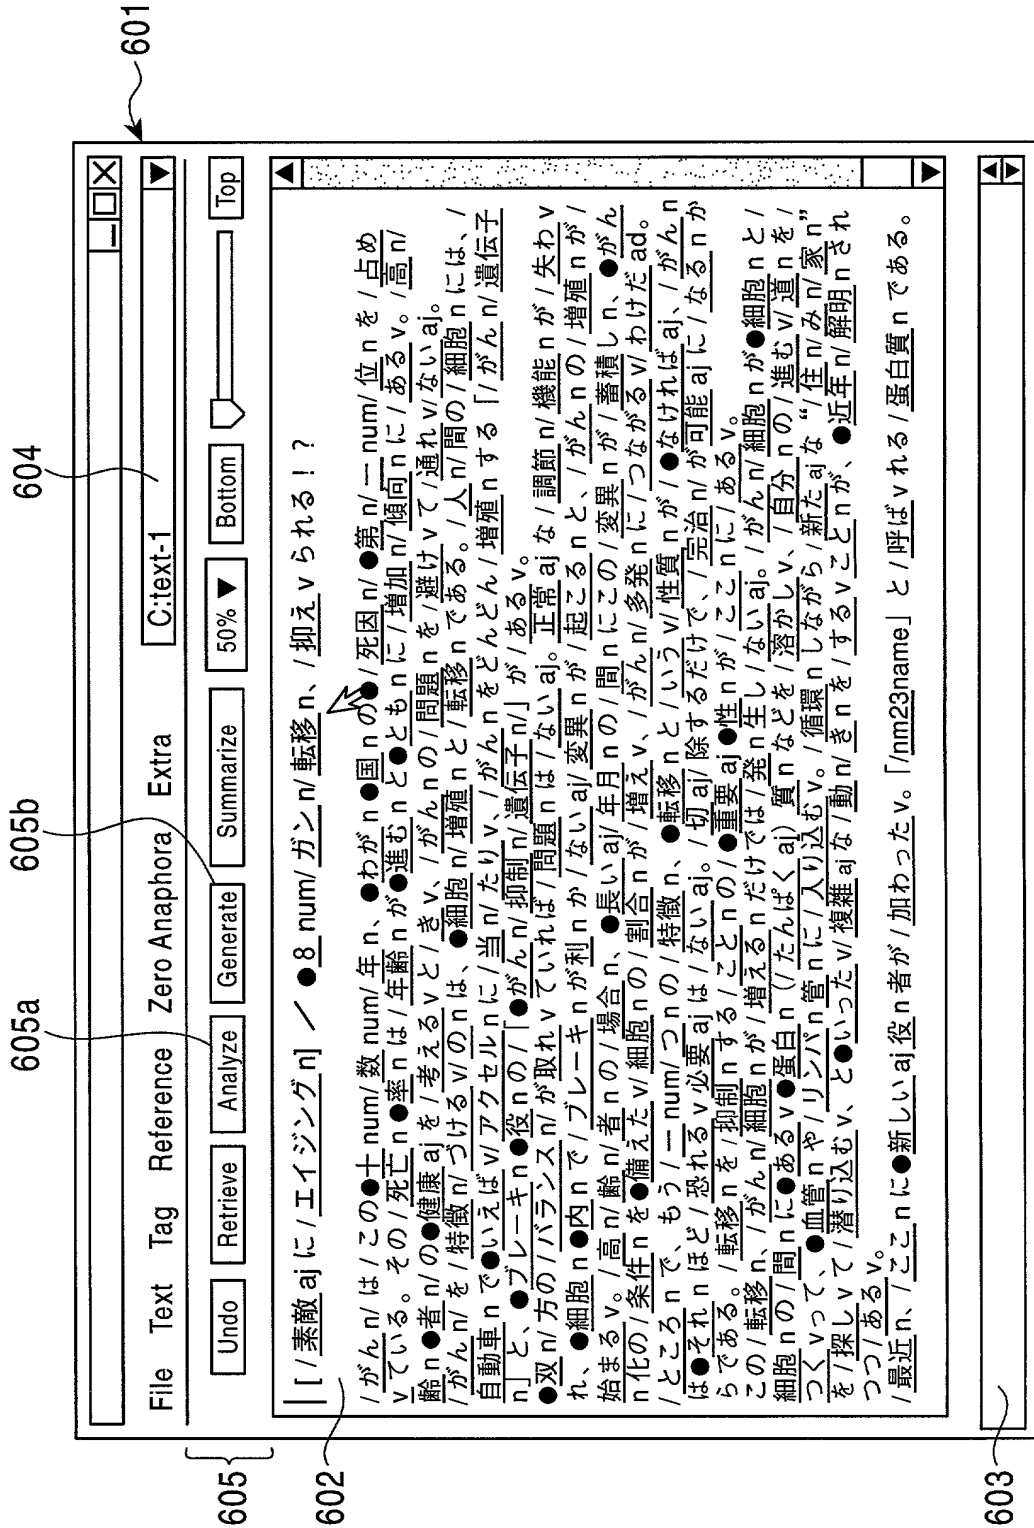 604
601
605a
605b
C:text-1
File Text Tag Reference Zero Anaphora Extra
605
Undo Retrieve Analyze Generate Summarize 50% ▼ Bottom Top
602
[ /素敵 aj に /エイジング n] ／ ●8 num/ガン n/転移 n、/抑え v られる！？
/がん n/ は / この●十 num/ 数 num/ 年 n、●わが n●国 n の●/ 死因 n/●第 n/ 一 num/ 位 n を / 占め
v ている。その / 死亡 n●率 n は / 年齢 n が●進む n と●とも n に / 増加 n/ 傾向 n に / ある v。/ 高 n/
齢 n●者 n/ の●健康 aj を / 考える v と / き v、/ がん n の / 問題 n を / 避け v て / 通れ v/ ない aj。
/がん n/ を / 特徴 n/ づける v/ の n は、●細胞 n/ 増殖 n と / 転移 n である。/ 人 n/ 間の / 細胞 n には、/
自動車 n で●いえば v/ アクセル n に / 当 n/ たり v、/ がん n をどんどん / 増殖 n する「/ がん n/ 遺伝子
n」と、●ブレーキ n●役 n の /「●がん n/ 抑制 n/ 遺伝子 n/」が / ある v。
●双 n/ 方の / バランス n/ が取れ v ていれば / 問題 n は / ない aj。正常 aj な / 調節 n/ 機能 n が / 失わ v
れ、●細胞 n●内 n で / ブレーキ n が利 n か / ない aj/ 変異 n が / 起こる n と、/ がん n の / 増殖 n が /
始まる v。/ 高 n/ 齢 n/ 者 n の / 場合 n、●長い aj/ 年月 n の / 間 n にこの / 変異 n が / 蓄積し n、●がん
n 化の / 条件 n を●備えた v/ 細胞 n の / 割合 n が / 増え v、/ がん n/ 多発 n に / つながる v/ わけだ ad。
/ところ n で、もう / 一 num/ つ n の / 特徴 n、●転移 n と / いう v/ 性質 n が /●なければ aj、/ がん n
は●それ n ほど / 恐れる v 必要 aj は / ない aj。/ 切 aj/ 除するだけで、/ 完治 n/ が可能 aj に / なる n か
らである。/ 転移 n を / 抑制 n する / こと n の /●重要 aj●性 n が / ここ n に / ある v。
この / 転移 n、/ がん n/ 細胞 n が / 増える n だけでは / 発 n 生し / ない aj。/ がん n/ 細胞 n が●細胞 n と /
細胞 n の / 間 n に●ある v●蛋白 n (/ たんぱく aj) 質 n などを / 溶かし v、/ 自分 n の / 進む v/ 道 n を /
つく v って、●血管 n や / リンパ n 管 n に / 入り込む v。/ 循環 n しながら / 新た aj な “/ 住 n/ み n/ 家 n”
を / 探し v て / 潜り込む v、と●いった v/ 複雑 aj な / 動 n/ き n を / する v こと n が、●近年 n/ 解明 n され
つつ / ある v。
/ 最近 n、/ ここ n に●新しい aj 役 n 者が / 加わった v。「/nm23name」と / 呼ば v れる / 蛋白質 n である。
603